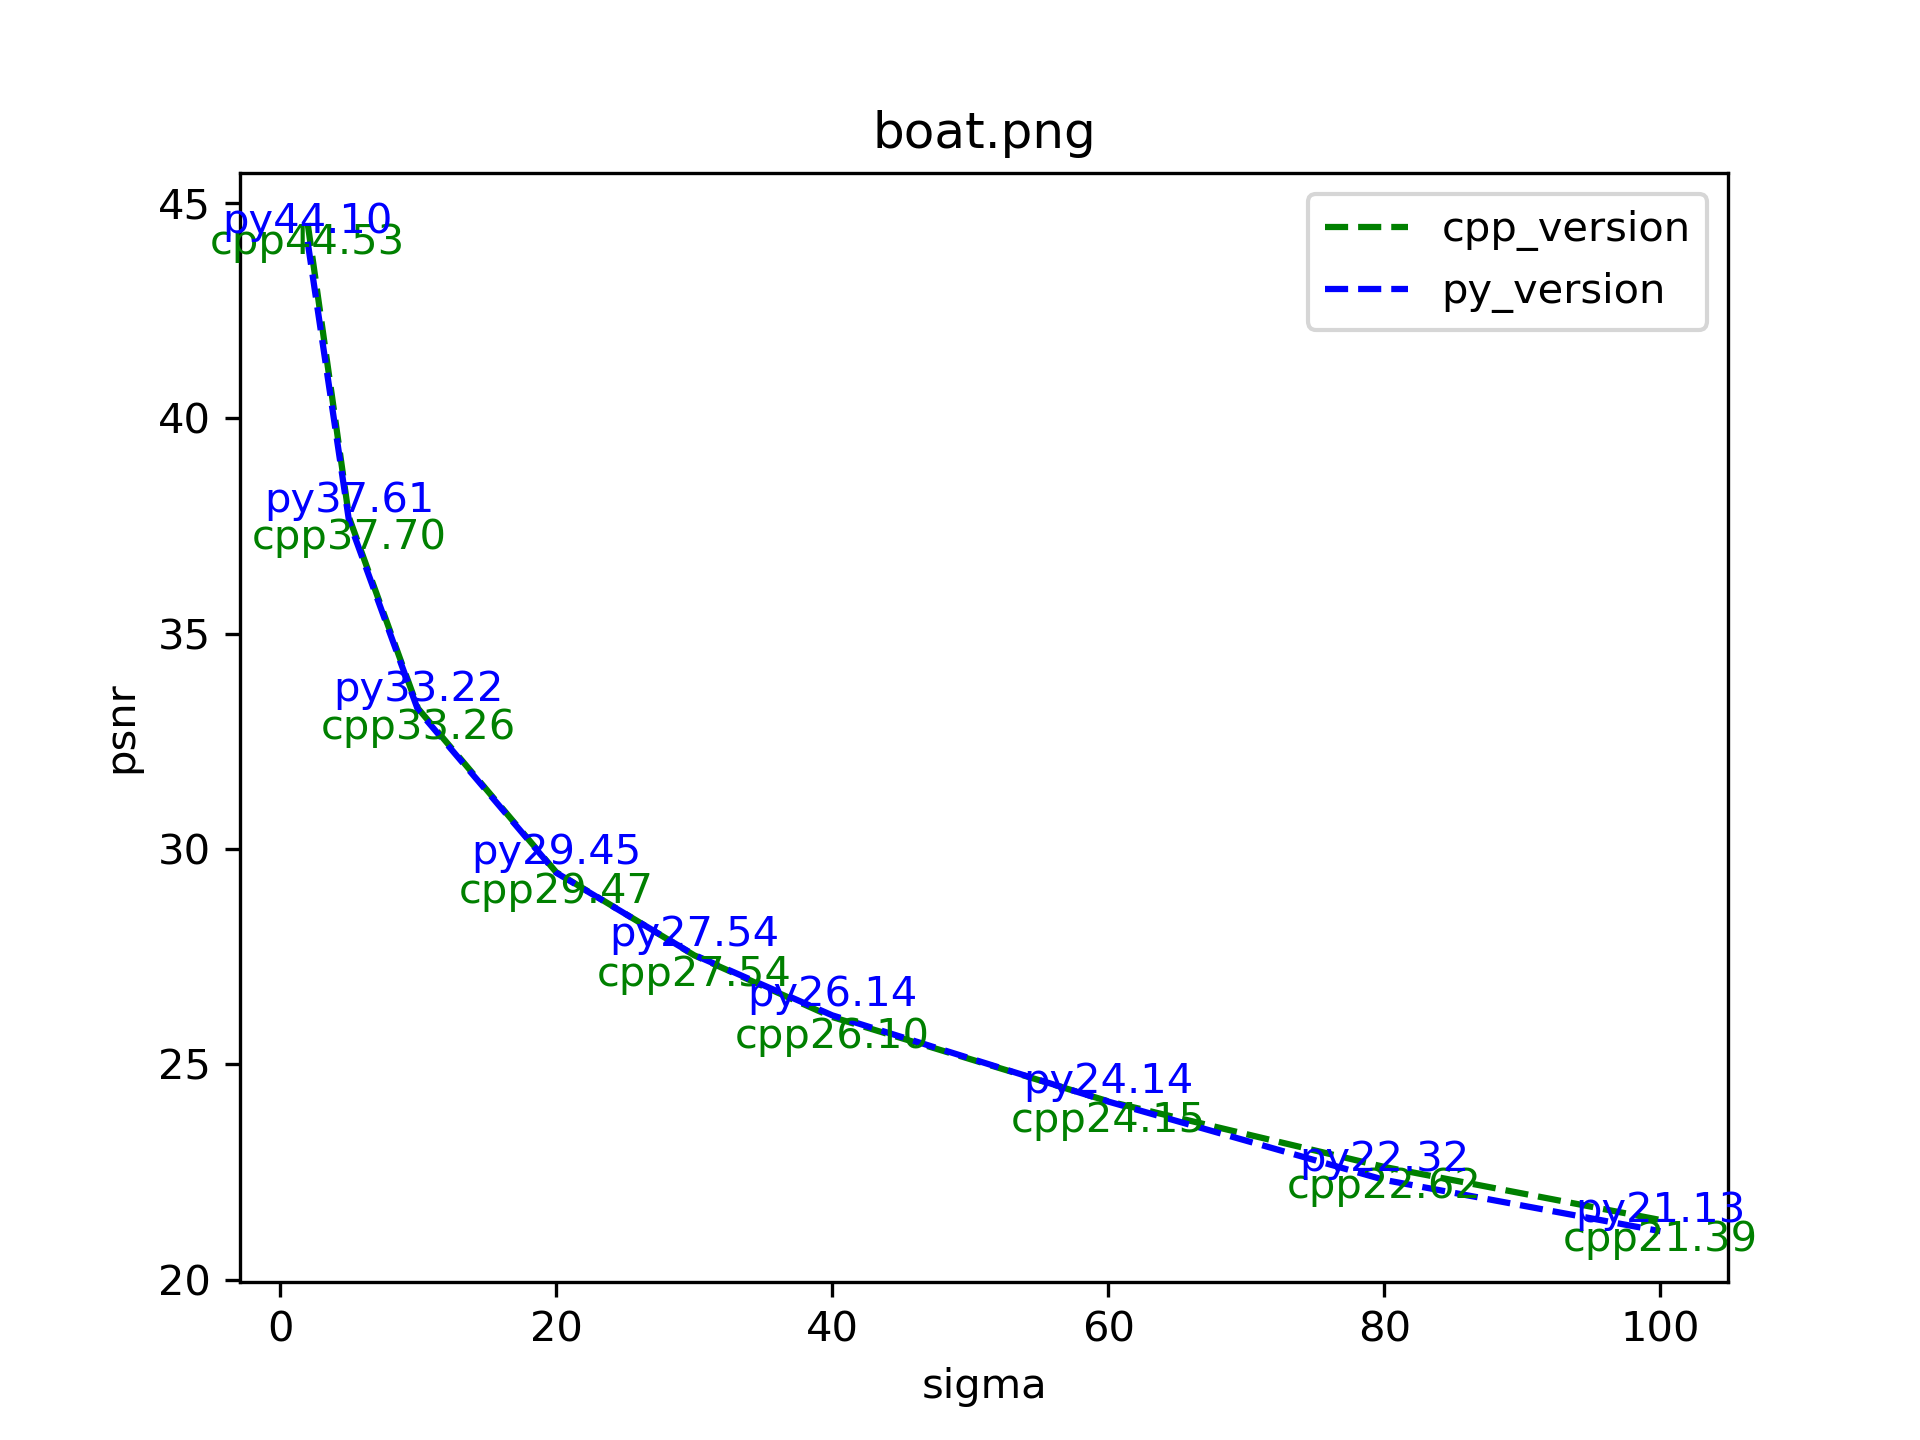 boat.png
cpp_version
py_version
psnr
45
40
35
30
25
20
py44.10
cpp44.53
py37.61
cpp37.70
py33.22
cpp33.26
py29.45
cpp29.47
py27.54
cpp27.54
py26.14
cpp26.10
py24.14
cpp24.15
py22.32
cpp22.62
py21.13
cpp21.39
0 20 40 60 80 100
sigma